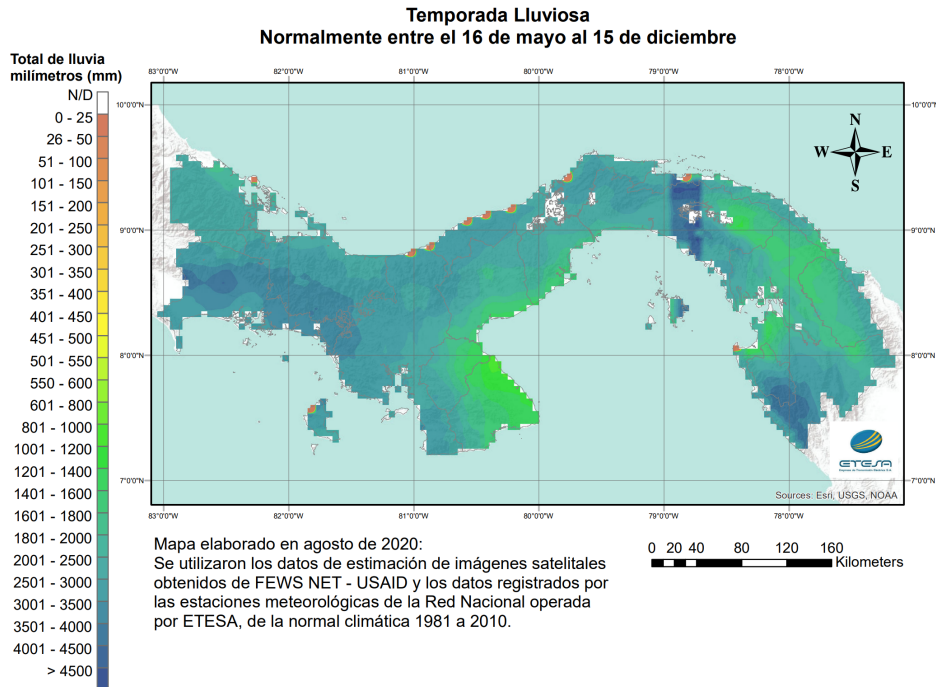 Temporada Lluviosa
Normalmente entre el 16 de mayo al 15 de diciembre
Total de lluvia
milímetros (mm)
N/D
0 - 25
26 - 50
51 - 100
101 - 150
151 - 200
201 - 250
251 - 300
301 - 350
351 - 400
401 - 450
451 - 500
501 - 550
550 - 600
601 - 800
801 - 1000
1001 - 1200
1201 - 1400
1401 - 1600
1601 - 1800
1801 - 2000
2001 - 2500
2501 - 3000
3001 - 3500
3501 - 4000
4001 - 4500
> 4500
83°0'0"W 82°0'0"W 81°0'0"W 80°0'0"W 79°0'0"W 78°0'0"W
10°0'0"N 10°0'0"N
N
W E
S
9°0'0"N 9°0'0"N
8°0'0"N 8°0'0"N
ETESA
Empresa de Transmisión Eléctrica S.A.
7°0'0"N 7°0'0"N
Sources: Esri, USGS, NOAA
83°0'0"W 82°0'0"W 81°0'0"W 80°0'0"W 79°0'0"W 78°0'0"W
Mapa elaborado en agosto de 2020:
Se utilizaron los datos de estimación de imágenes satelitales
obtenidos de FEWS NET - USAID y los datos registrados por
las estaciones meteorológicas de la Red Nacional operada
por ETESA, de la normal climática 1981 a 2010.
0 20 40 80 120 160
Kilometers